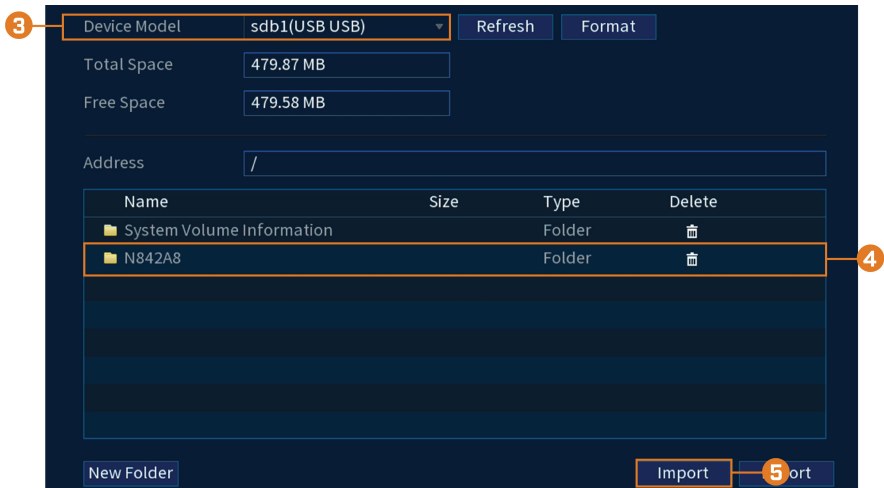 3 Device Model sdb1(USB USB) Refresh Format
Total Space 479.87 MB
Free Space 479.58 MB
Address /
Name Size Type Delete
System Volume Information Folder
N842A8 Folder
4
New Folder Import 5 ort